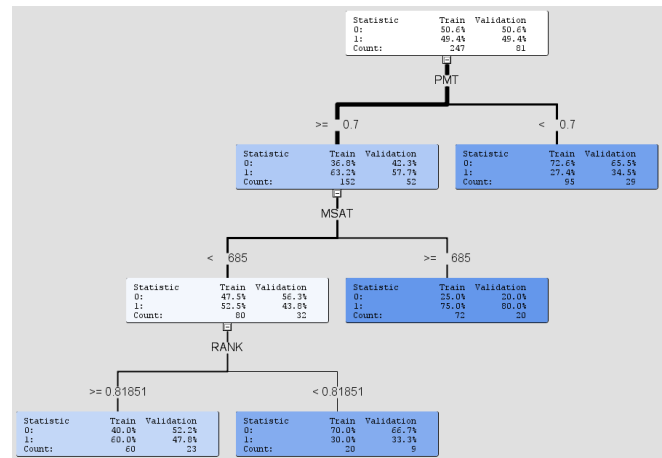 Statistic Train Validation
0: 50.6% 50.6%
1: 49.4% 49.4%
Count: 247 81
PMT
>= 0.7
< 0.7
Statistic Train Validation
0: 36.8% 42.3%
1: 63.2% 57.7%
Count: 152 52
Statistic Train Validation
0: 72.6% 65.5%
1: 27.4% 34.5%
Count: 95 29
MSAT
< 685
>= 685
Statistic Train Validation
0: 47.5% 56.3%
1: 52.5% 43.8%
Count: 80 32
Statistic Train Validation
0: 25.0% 20.0%
1: 75.0% 80.0%
Count: 72 20
RANK
>= 0.81851
< 0.81851
Statistic Train Validation
0: 40.0% 52.2%
1: 60.0% 47.8%
Count: 60 23
Statistic Train Validation
0: 70.0% 66.7%
1: 30.0% 33.3%
Count: 20 9